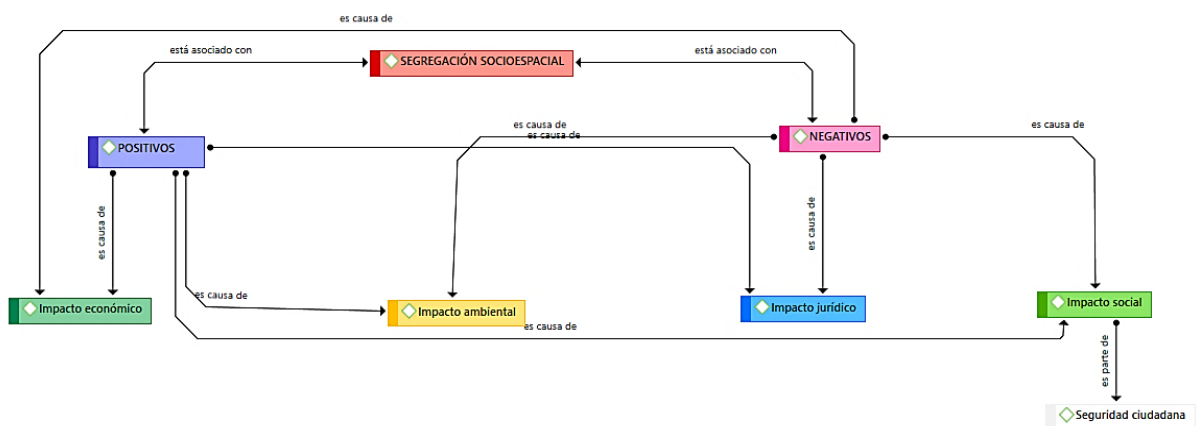 es causa de
está asociado con
SEGREGACIÓN SOCIOESPACIAL
está asociado con
es causa de
es causa de
es causa de
POSITIVOS
NEGATIVOS
es causa de
es causa de
es causa de
Impacto económico
Impacto ambiental
Impacto jurídico
Impacto social
es causa de
es parte de
Seguridad ciudadana